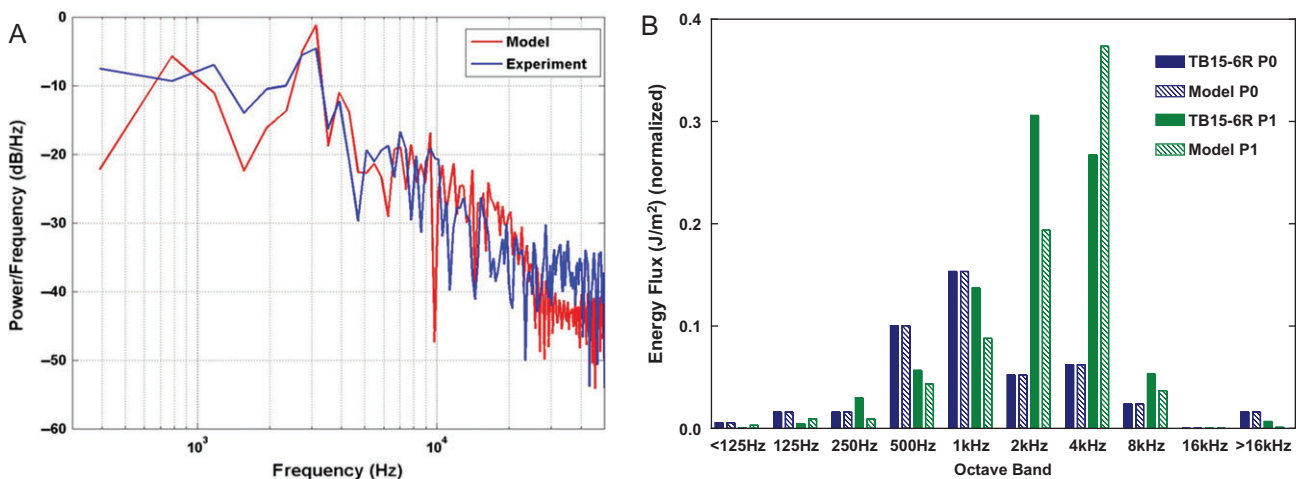 A
0
–10
–20
–30
–40
–50
–60
Power/Frequency (dB/Hz)
Model
Experiment
10³
10⁴
Frequency (Hz)
B
0.4
0.3
0.2
0.1
0.0
Energy Flux (J/m²) (normalized)
TB15-6R P0
Model P0
TB15-6R P1
Model P1
<125Hz 125Hz 250Hz 500Hz 1kHz 2kHz 4kHz 8kHz 16kHz >16kHz
Octave Band